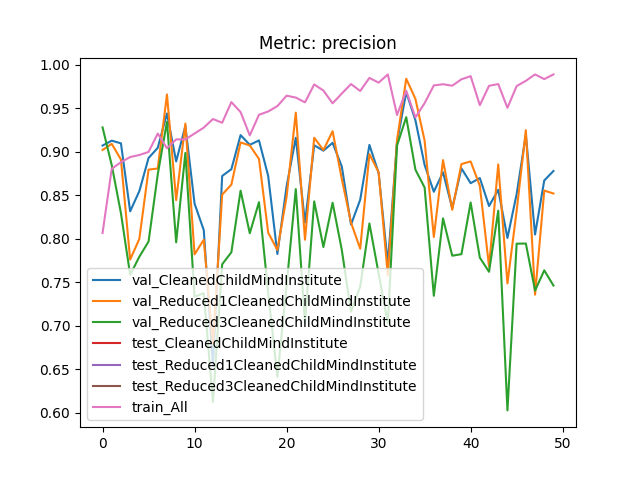 Metric: precision
1.00
0.95
0.90
0.85
0.80
0.75
0.70
0.65
0.60
val_CleanedChildMindInstitute
val_Reduced1CleanedChildMindInstitute
val_Reduced3CleanedChildMindInstitute
test_CleanedChildMindInstitute
test_Reduced1CleanedChildMindInstitute
test_Reduced3CleanedChildMindInstitute
train_All
0 10 20 30 40 50